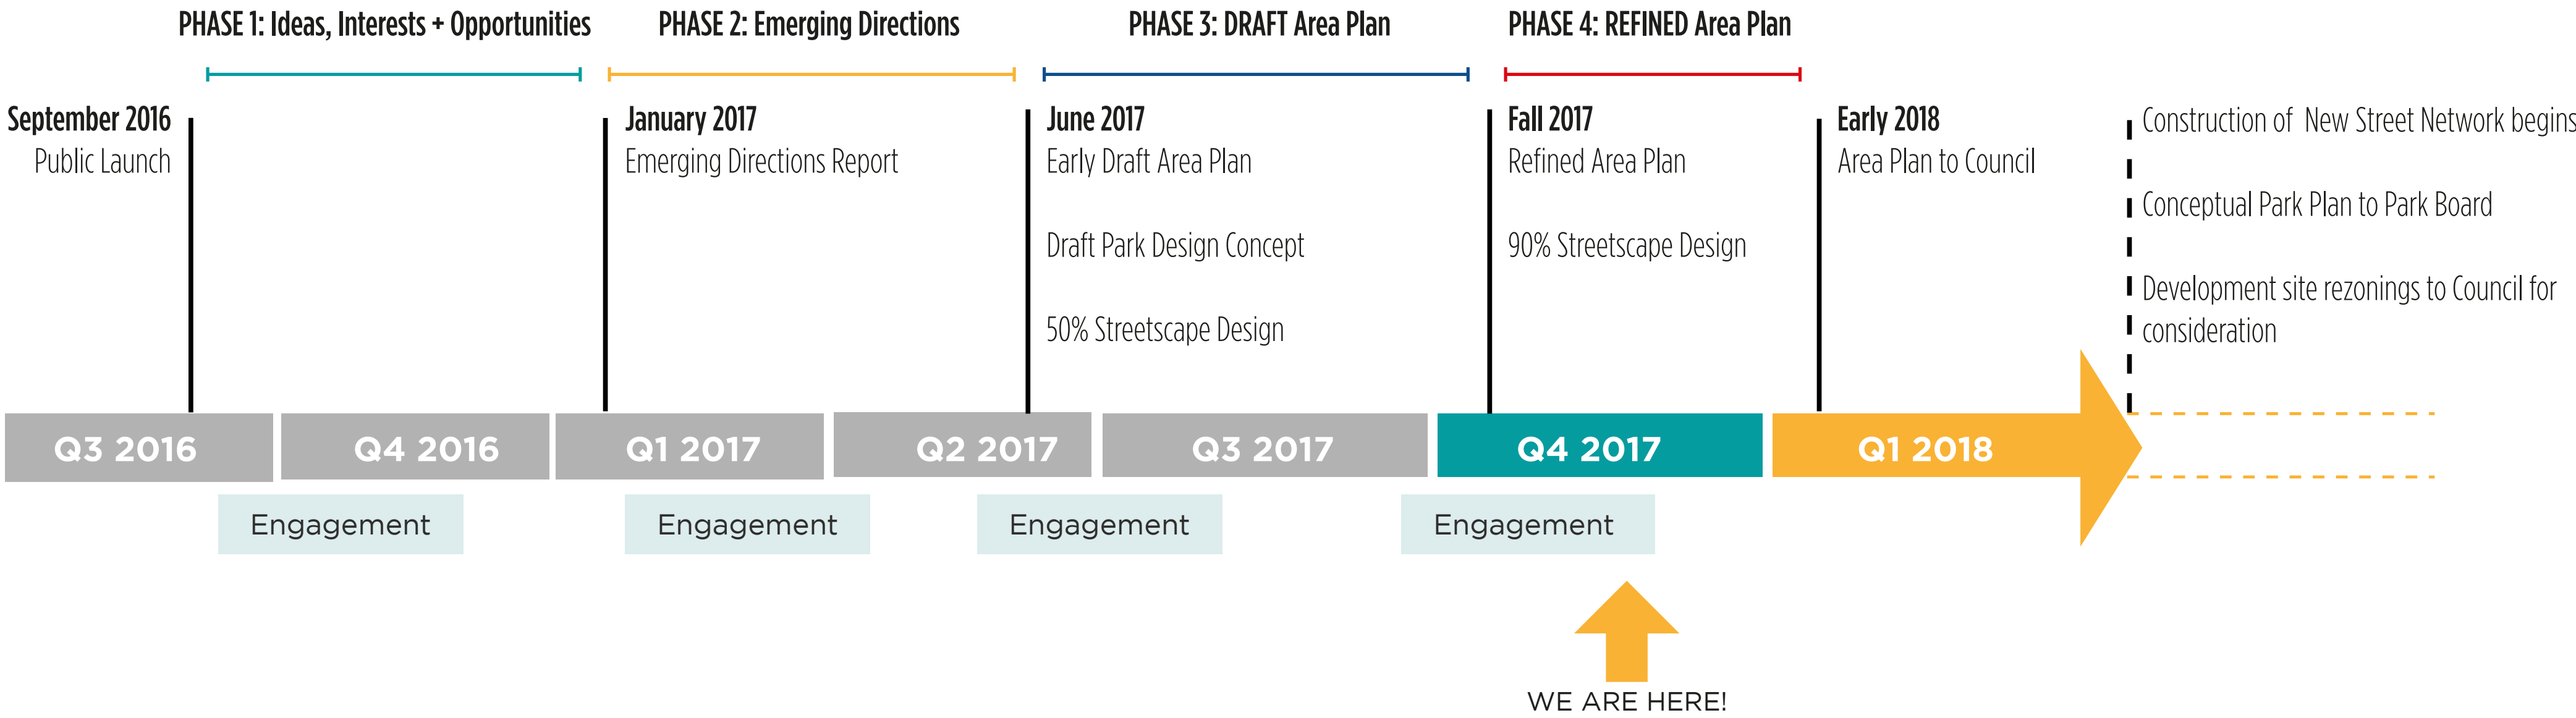 PHASE 1: Ideas, Interests + Opportunities
PHASE 2: Emerging Directions
PHASE 3: DRAFT Area Plan
PHASE 4: REFINED Area Plan
September 2016
Public Launch
January 2017
Emerging Directions Report
June 2017
Early Draft Area Plan
Draft Park Design Concept
50% Streetscape Design
Fall 2017
Refined Area Plan
90% Streetscape Design
Early 2018
Area Plan to Council
Construction of New Street Network begins
Conceptual Park Plan to Park Board
Development site rezonings to Council for
consideration
Q3 2016
Q4 2016
Q1 2017
Q2 2017
Q3 2017
Q4 2017
Q1 2018
Engagement
Engagement
Engagement
Engagement
WE ARE HERE!